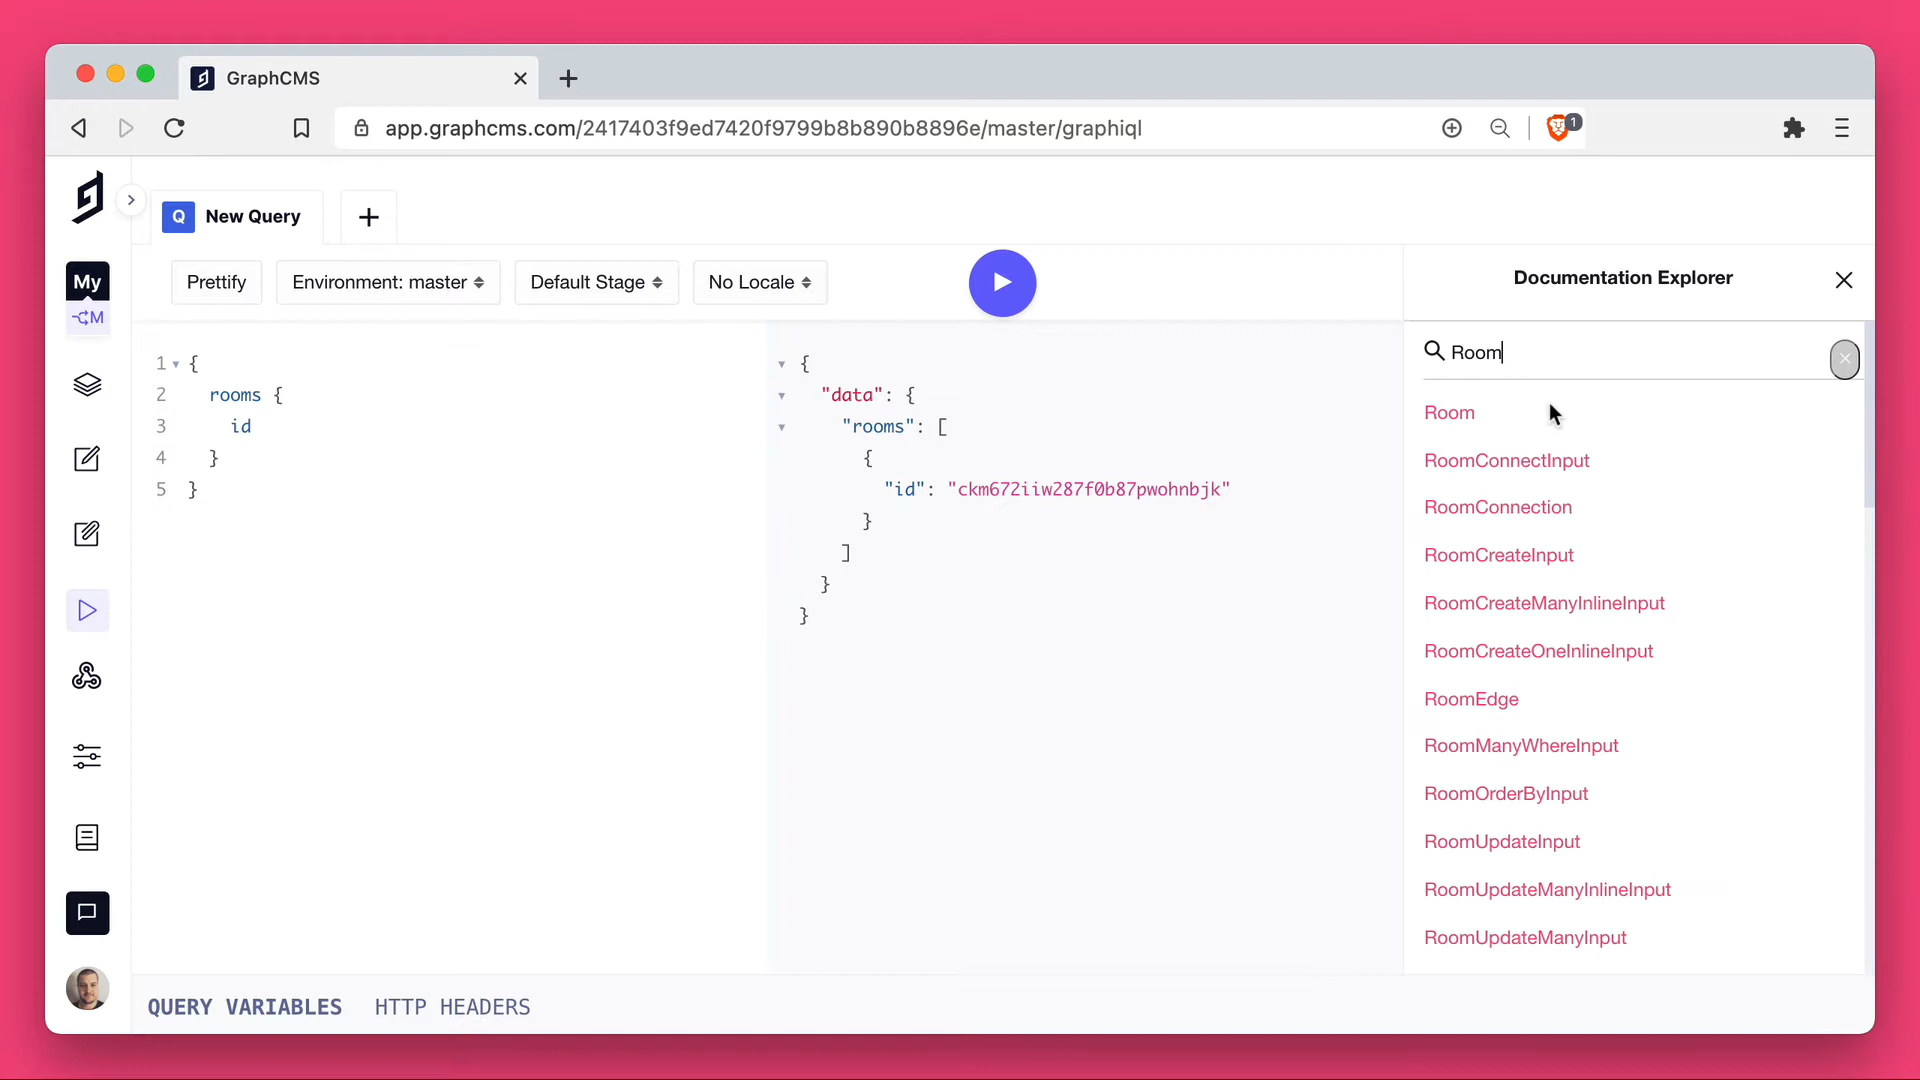 GraphCMS
app.graphcms.com/2417403f9ed7420f9799b8b890b8896e/master/graphiql
1
Q New Query
My
M
Prettify
Environment: master
Default Stage
No Locale
Documentation Explorer
Room
1 {
2 rooms {
3 id
4 }
5 }
{
"data": {
"rooms": [
{
"id": "ckm672iiw287f0b87pwohnbjk"
}
]
}
}
Room
RoomConnectInput
RoomConnection
RoomCreateInput
RoomCreateManyInlineInput
RoomCreateOneInlineInput
RoomEdge
RoomManyWhereInput
RoomOrderByInput
RoomUpdateInput
RoomUpdateManyInlineInput
RoomUpdateManyInput
QUERY VARIABLES
HTTP HEADERS